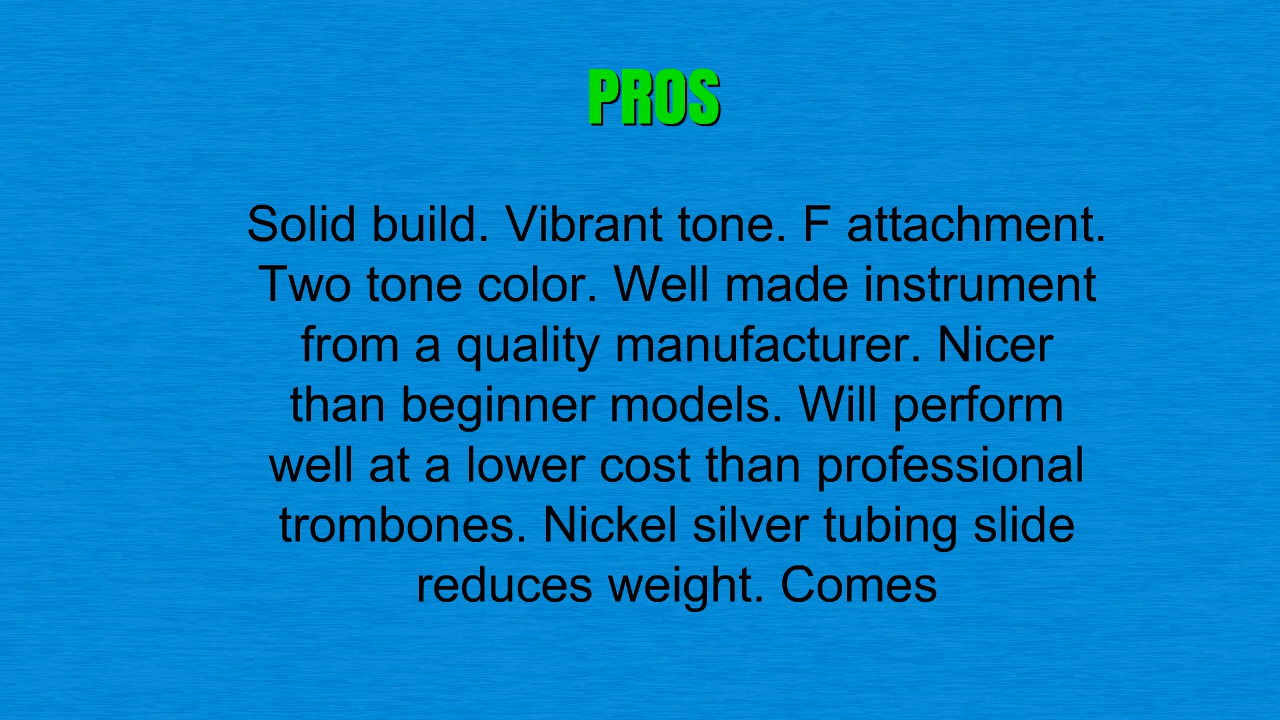 PROS
Solid build. Vibrant tone. F attachment.
Two tone color. Well made instrument
from a quality manufacturer. Nicer
than beginner models. Will perform
well at a lower cost than professional
trombones. Nickel silver tubing slide
reduces weight. Comes